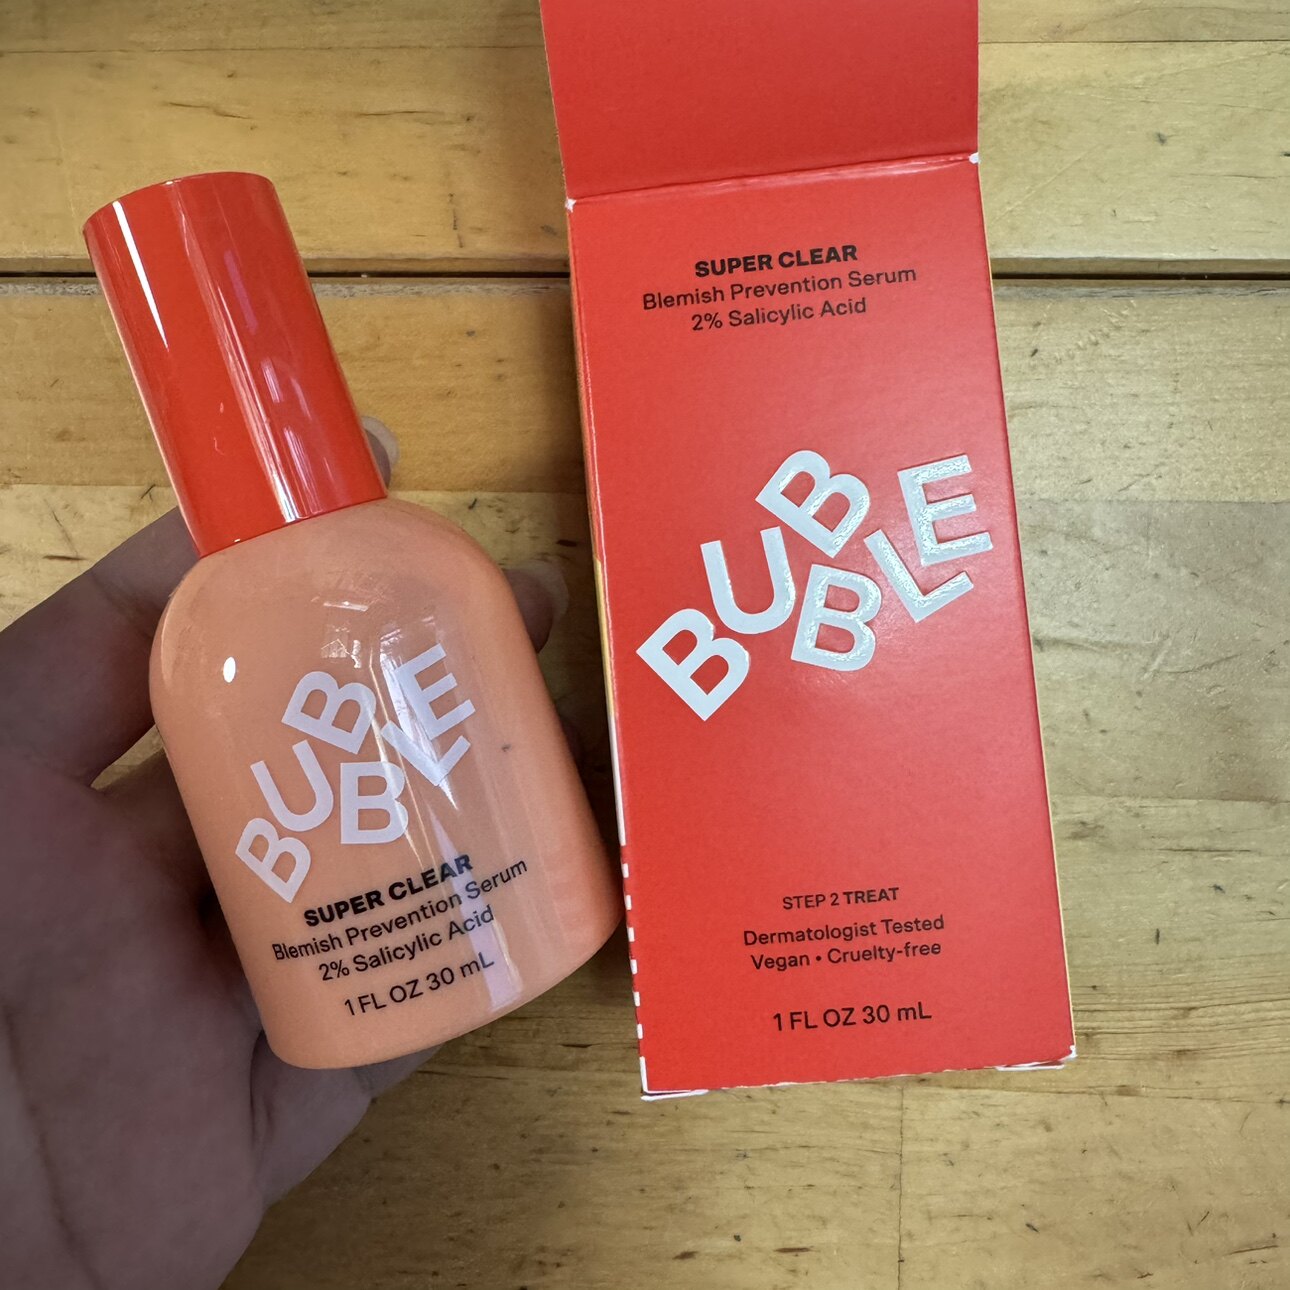 BUBBLE
SUPER CLEAR
Blemish Prevention Serum
2% Salicylic Acid
1 FL OZ 30 mL
SUPER CLEAR
Blemish Prevention Serum
2% Salicylic Acid
BUBBLE
STEP 2 TREAT
Dermatologist Tested
Vegan • Cruelty-free
1 FL OZ 30 mL